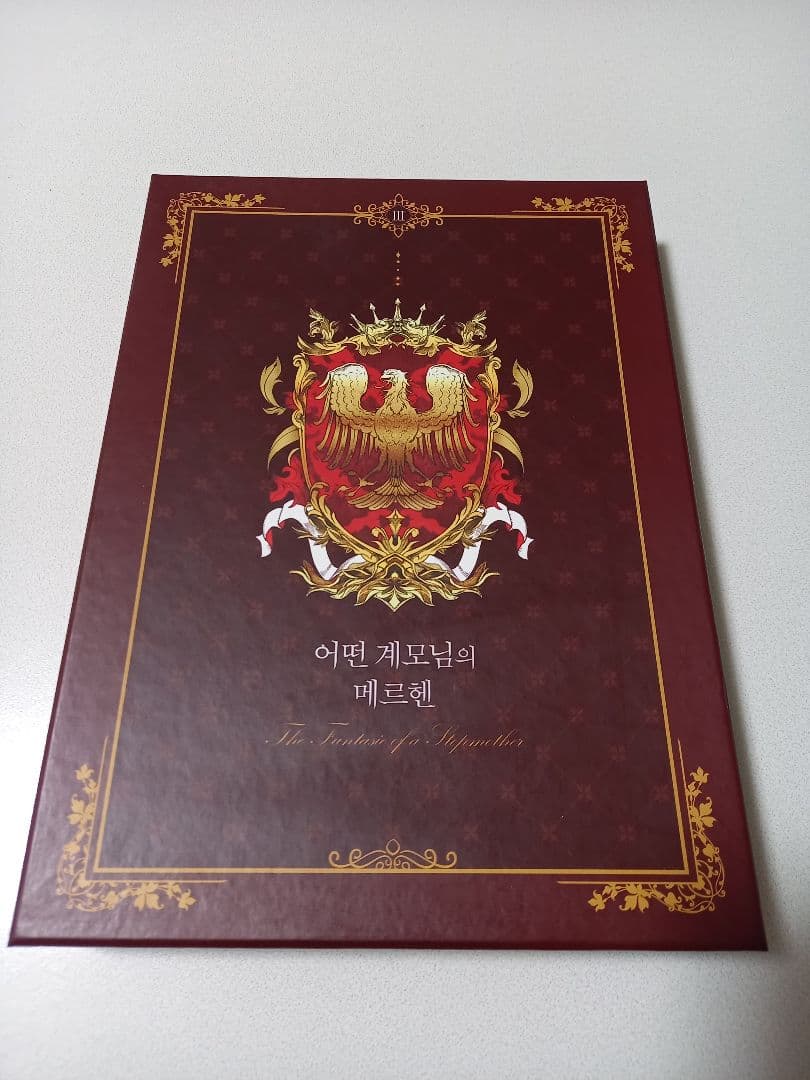 III
어떤 계모님의
메르헨
The Fantasie of a Stepmother